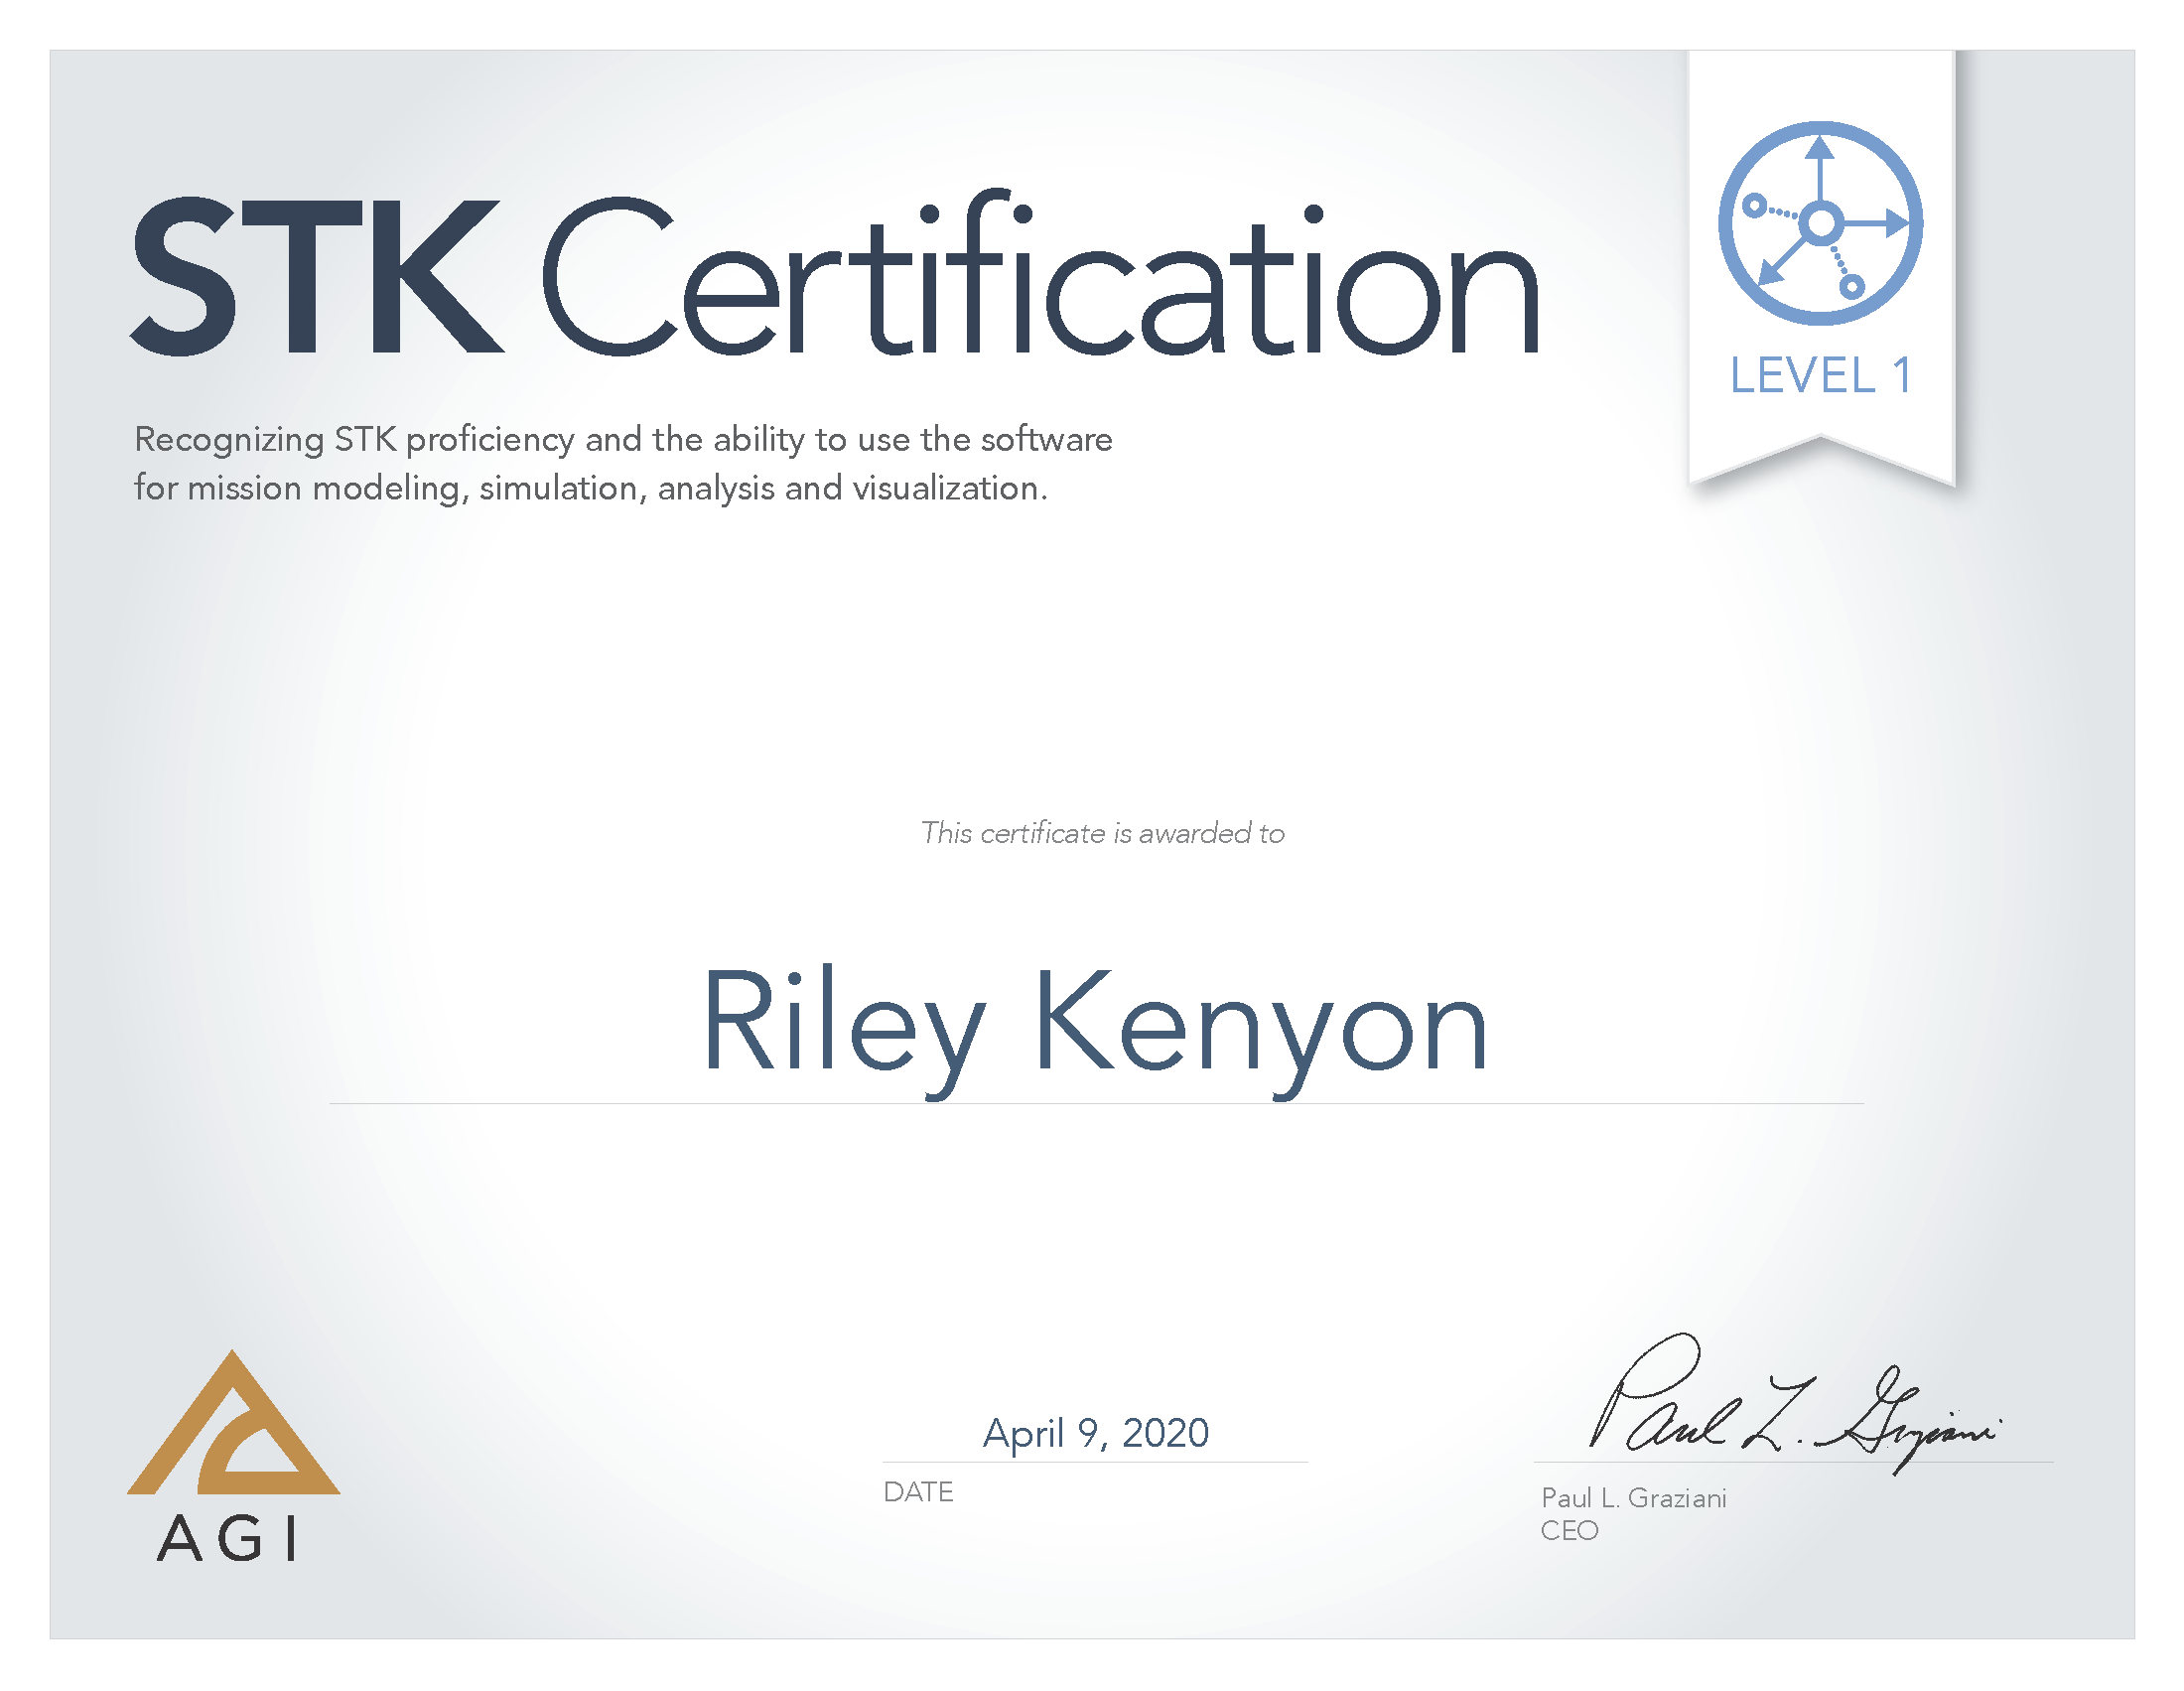 STK Certification
LEVEL 1
Recognizing STK proficiency and the ability to use the software
for mission modeling, simulation, analysis and visualization.
This certificate is awarded to
Riley Kenyon
April 9, 2020
DATE
Paul L. Graziani
Paul L. Graziani
CEO
AGI